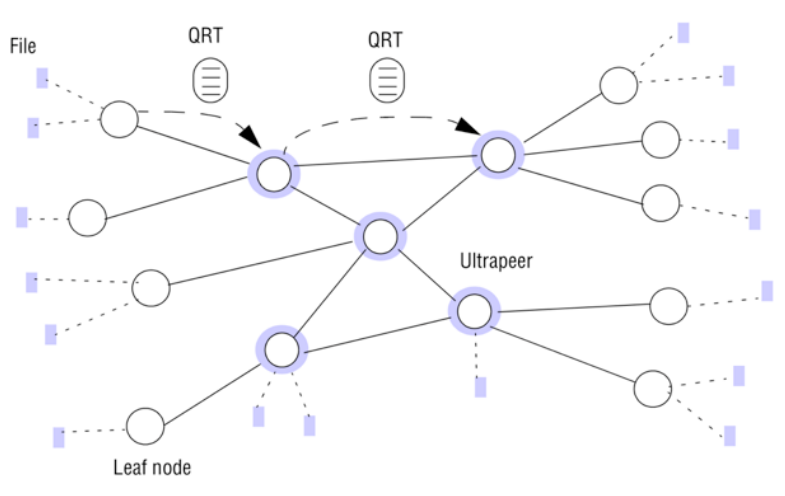 File
QRT
QRT
Ultrapeer
Leaf node